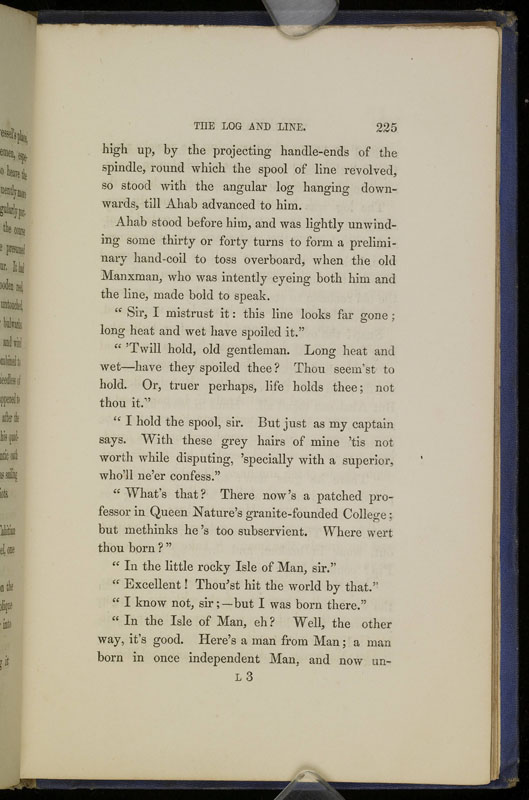 THE LOG AND LINE. 225
high up, by the projecting handle-ends of the
spindle, round which the spool of line revolved,
so stood with the angular log hanging down-
wards, till Ahab advanced to him.
Ahab stood before him, and was lightly unwind-
ing some thirty or forty turns to form a prelimi-
nary hand-coil to toss overboard, when the old
Manxman, who was intently eyeing both him and
the line, made bold to speak.
“ Sir, I mistrust it: this line looks far gone;
long heat and wet have spoiled it.”
“ ’Twill hold, old gentleman. Long heat and
wet—have they spoiled thee? Thou seem'st to
hold. Or, truer perhaps, life holds thee; not
thou it.”
“ I hold the spool, sir. But just as my captain
says. With these grey hairs of mine ’tis not
worth while disputing, ’specially with a superior,
who’ll ne’er confess.”
“ What’s that? There now’s a patched pro-
fessor in Queen Nature’s granite-founded College;
but methinks he’s too subservient. Where wert
thou born?”
“ In the little rocky Isle of Man, sir.”
“ Excellent! Thou’st hit the world by that.”
“ I know not, sir;—but I was born there.”
“ In the Isle of Man, eh? Well, the other
way, it’s good. Here’s a man from Man; a man
born in once independent Man, and now un-
L 3